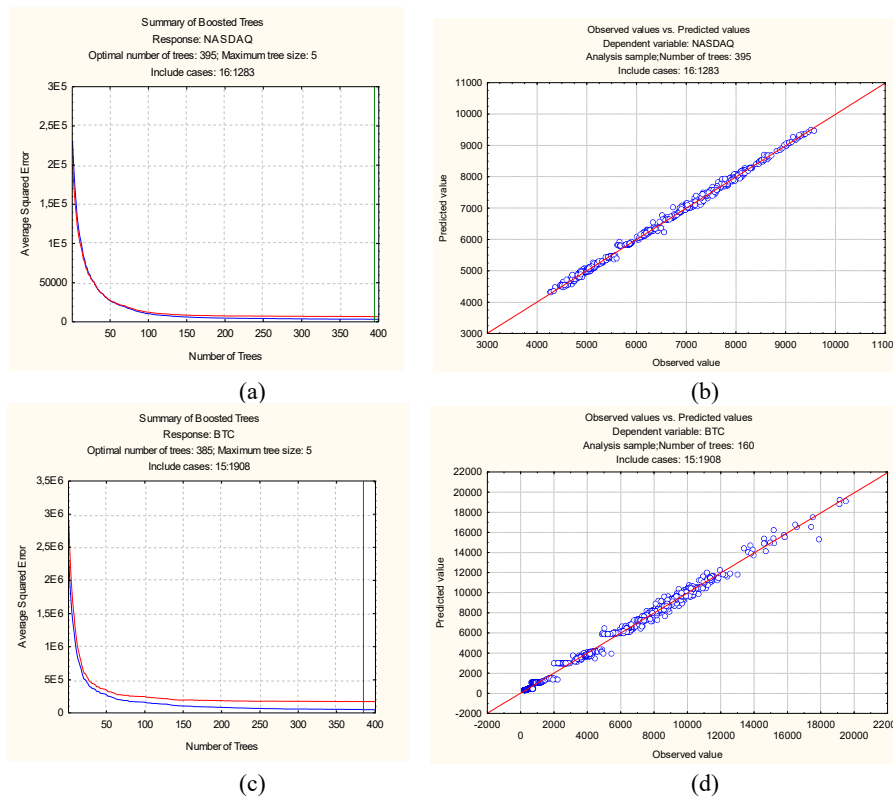 Summary of Boosted Trees
Response: NASDAQ
Optimal number of trees: 395; Maximum tree size: 5
Include cases: 16:1283
3E5
2,5E5
2E5
1,5E5
1E5
50000
0
50 100 150 200 250 300 350 400
Number of Trees
Average Squared Error
(a)
Observed values vs. Predicted values
Dependent variable: NASDAQ
Analysis sample;Number of trees: 395
Include cases: 16:1283
11000
10000
9000
8000
7000
6000
5000
4000
3000
3000 4000 5000 6000 7000 8000 9000 10000 1100
Observed value
Predicted value
(b)
Summary of Boosted Trees
Response: BTC
Optimal number of trees: 385; Maximum tree size: 5
Include cases: 15:1908
3,5E6
3E6
2,5E6
2E6
1,5E6
1E6
5E5
0
50 100 150 200 250 300 350 400
Number of Trees
Average Squared Error
(c)
Observed values vs. Predicted values
Dependent variable: BTC
Analysis sample;Number of trees: 160
Include cases: 15:1908
22000
20000
18000
16000
14000
12000
10000
8000
6000
4000
2000
0
-2000
-2000 0 2000 4000 6000 8000 10000 12000 14000 16000 18000 20000 2200
Observed value
Predicted value
(d)